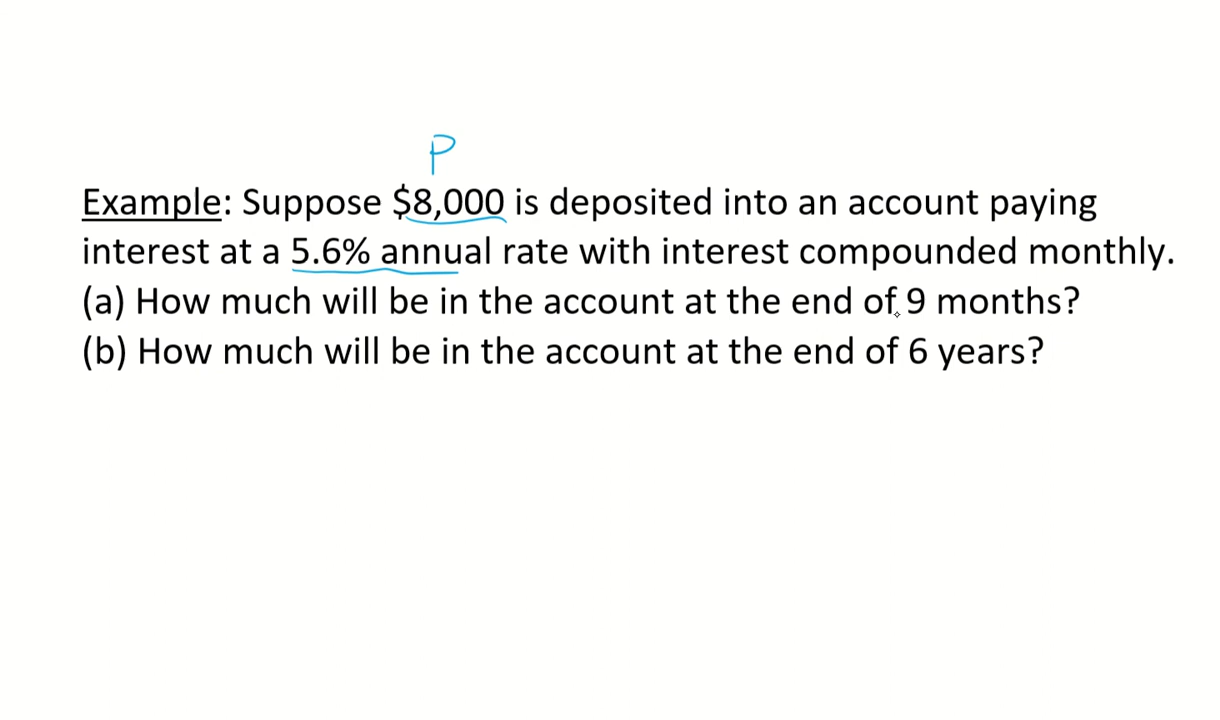 P
Example: Suppose $8,000 is deposited into an account paying
interest at a 5.6% annual rate with interest compounded monthly.
(a) How much will be in the account at the end of 9 months?
(b) How much will be in the account at the end of 6 years?